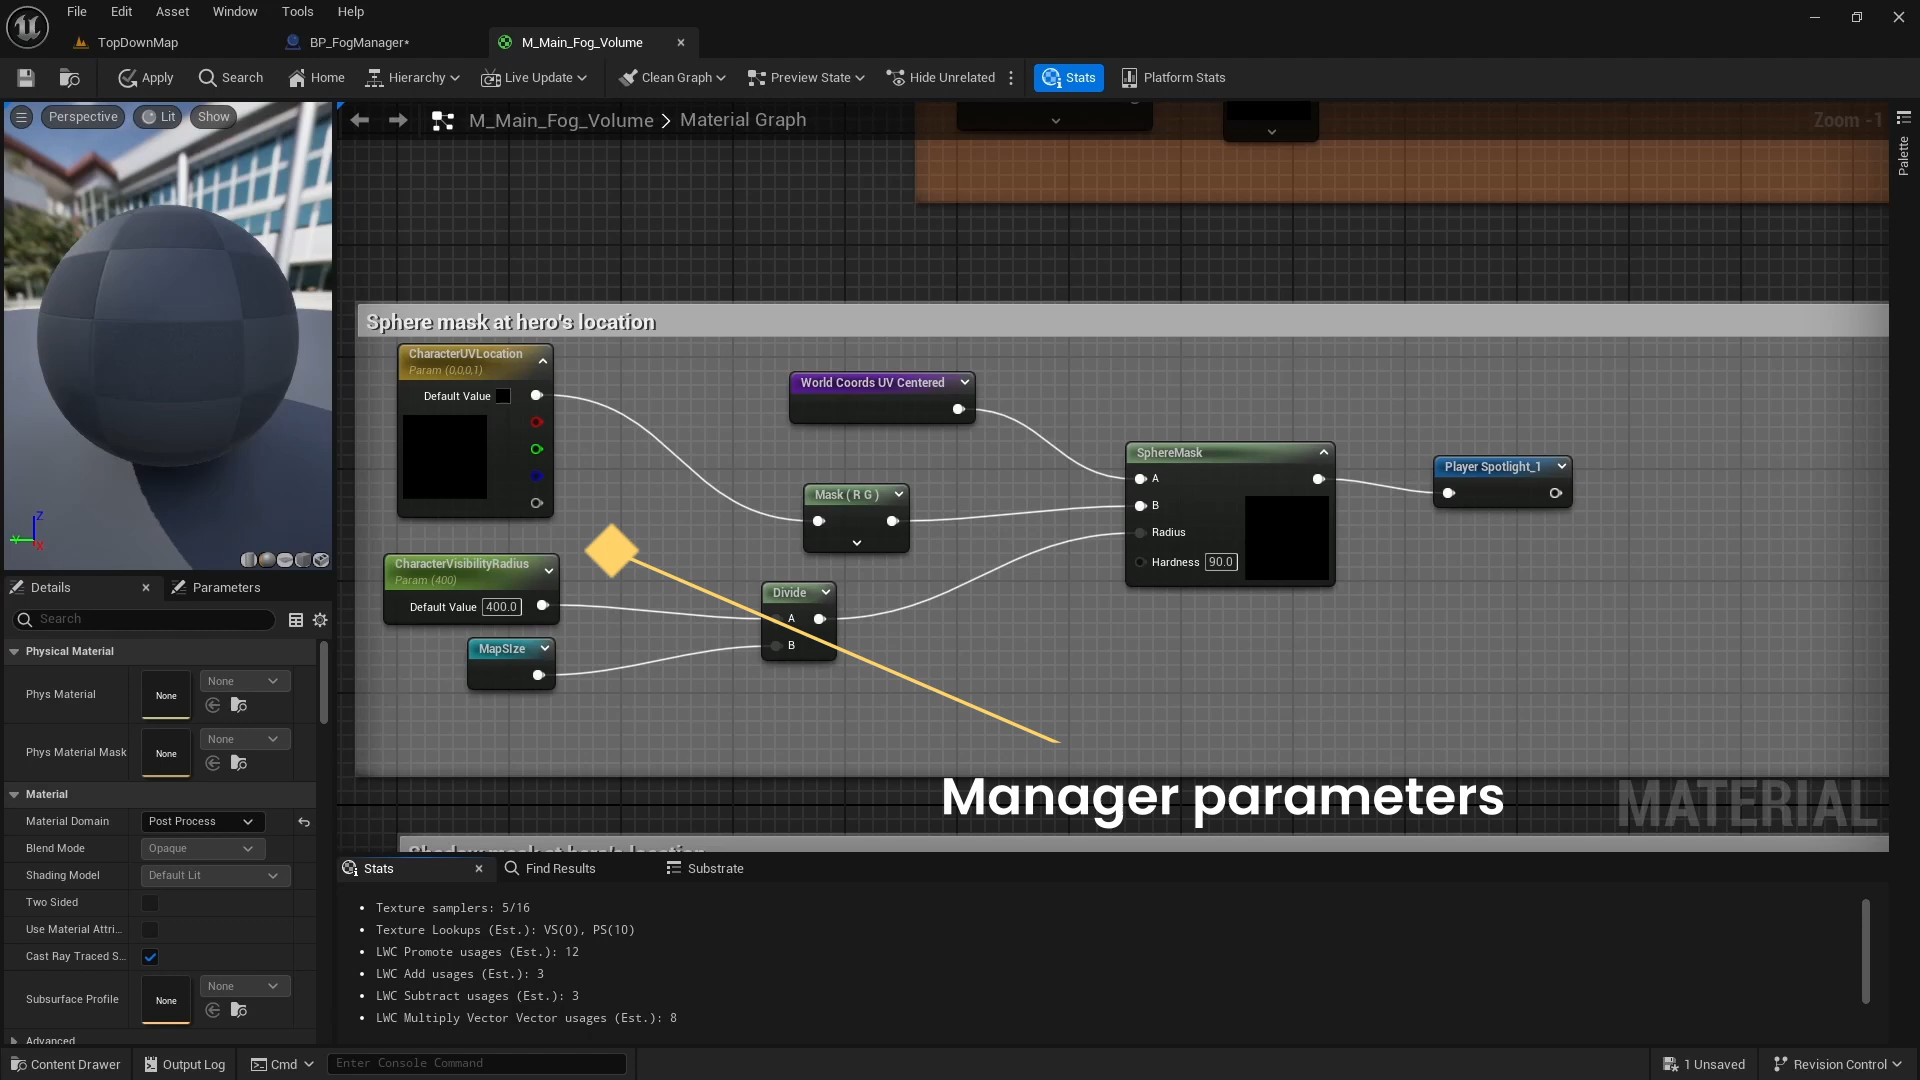 File Edit Asset Window Tools Help
TopDownMap BP_FogManager* M_Main_Fog_Volume
Apply Search Home Hierarchy Live Update Clean Graph Preview State Hide Unrelated Stats Platform Stats
Perspective Lit Show
M_Main_Fog_Volume > Material Graph
Zoom -1
Palette
Sphere mask at hero's location
CharacterUVLocation
Param (0,0,0,1)
Default Value
World Coords UV Centered
Mask ( R G )
SphereMask
A
B
Radius
Hardness 90.0
Player Spotlight_1
CharacterVisibilityRadius
Param (400)
Default Value 400.0
MapSIze
Divide
A
B
Z
Y
X
Manager parameters
MATERIAL
Shadow mask at hero's location
Details Parameters
Search
Physical Material
Phys Material None None
Phys Material Mask None None
Material
Material Domain Post Process
Blend Mode Opaque
Shading Model Default Lit
Two Sided
Use Material Attri...
Cast Ray Traced S...
Subsurface Profile None None
Advanced
Stats Find Results Substrate
• Texture samplers: 5/16
• Texture Lookups (Est.): VS(0), PS(10)
• LWC Promote usages (Est.): 12
• LWC Add usages (Est.): 3
• LWC Subtract usages (Est.): 3
• LWC Multiply Vector Vector usages (Est.): 8
Content Drawer Output Log Cmd Enter Console Command 1 Unsaved Revision Control